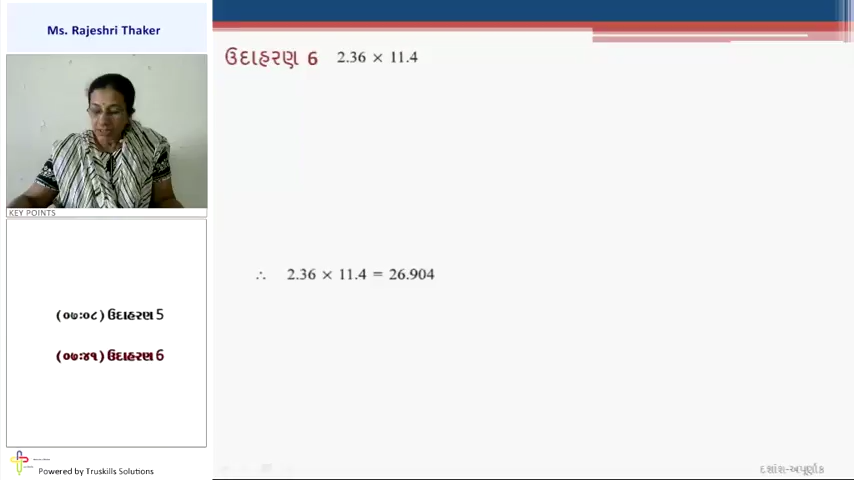 Ms. Rajeshri Thaker
ઉદાહરણ 6 2.36 × 11.4
KEY POINTS
∴ 2.36 × 11.4 = 26.904
(૦૭:૦૮) ઉદાહરણ 5
(૦૭:૪૧) ઉદાહરણ 6
Powered by Truskills Solutions
દશાંશ-અપૂર્ણાંક